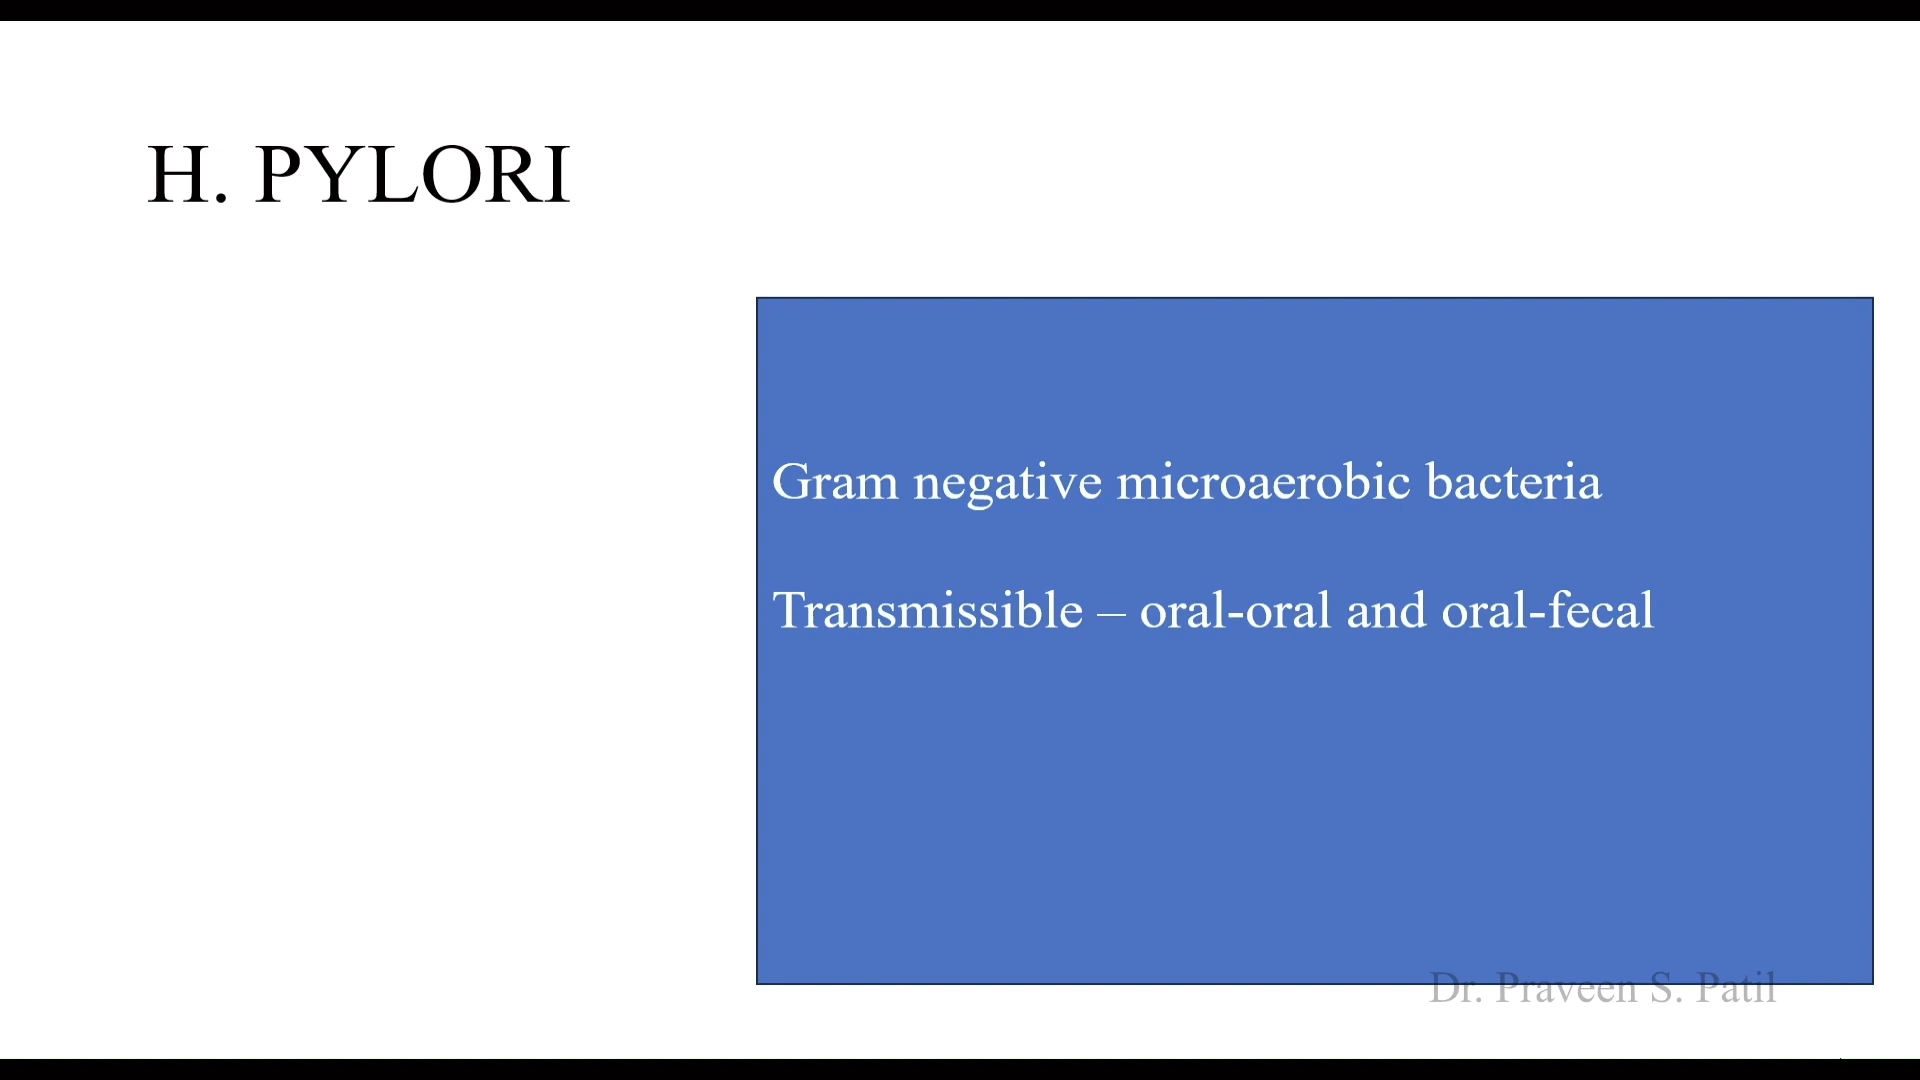 H. PYLORI
Gram negative microaerobic bacteria
Transmissible – oral-oral and oral-fecal
Dr. Praveen S. Patil